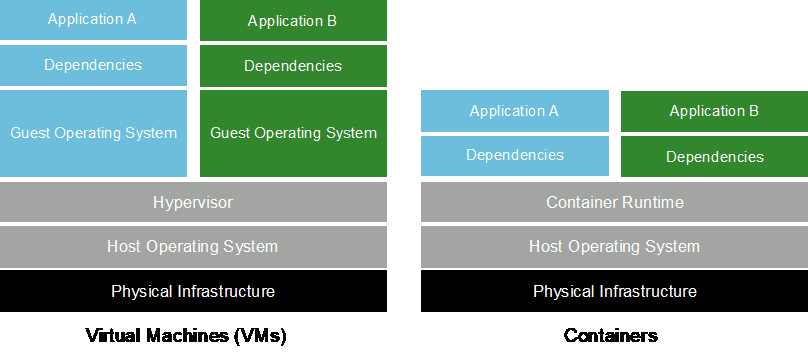 Application A
Application B
Dependencies
Dependencies
Guest Operating System
Guest Operating System
Hypervisor
Host Operating System
Physical Infrastructure
Virtual Machines (VMs)
Application A
Application B
Dependencies
Dependencies
Container Runtime
Host Operating System
Physical Infrastructure
Containers